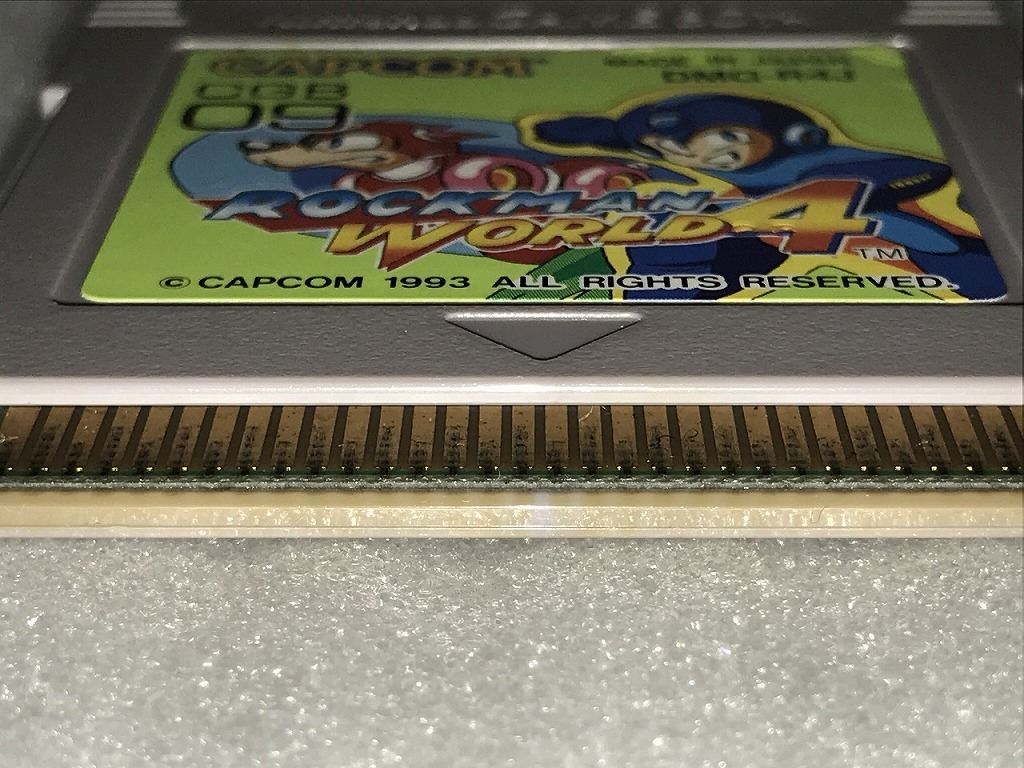 CAPCOM
MADE IN JAPAN
CGB
09
DMG-R4J
ROCKMAN
WORLD 4
TM
© CAPCOM 1993 ALL RIGHTS RESERVED.